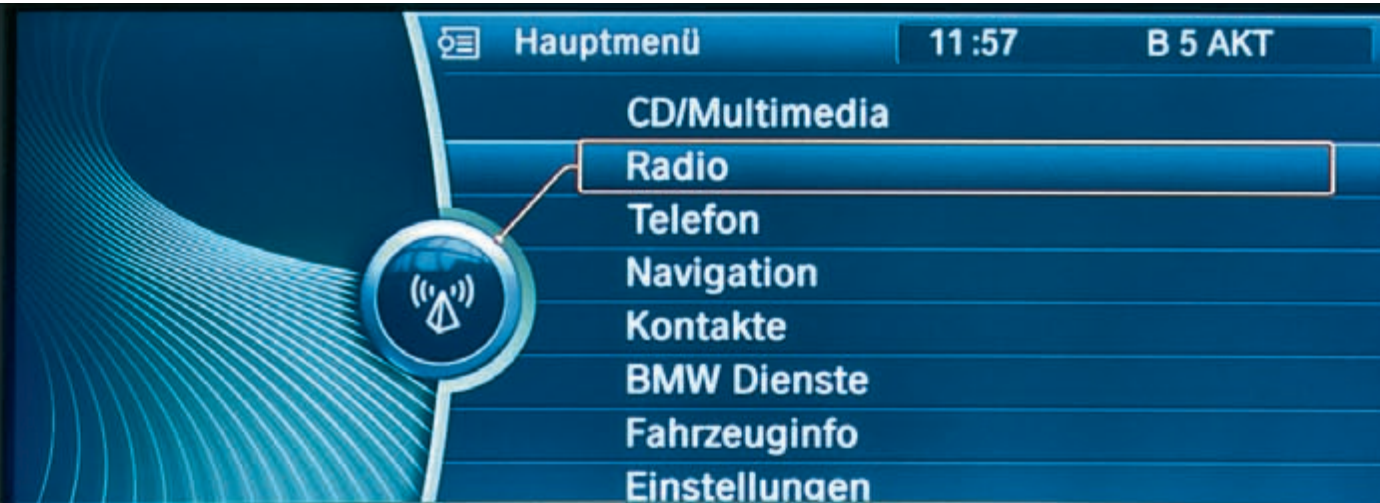 Hauptmenü 11:57 B 5 AKT
CD/Multimedia
Radio
Telefon
Navigation
Kontakte
BMW Dienste
Fahrzeuginfo
Einstellungen